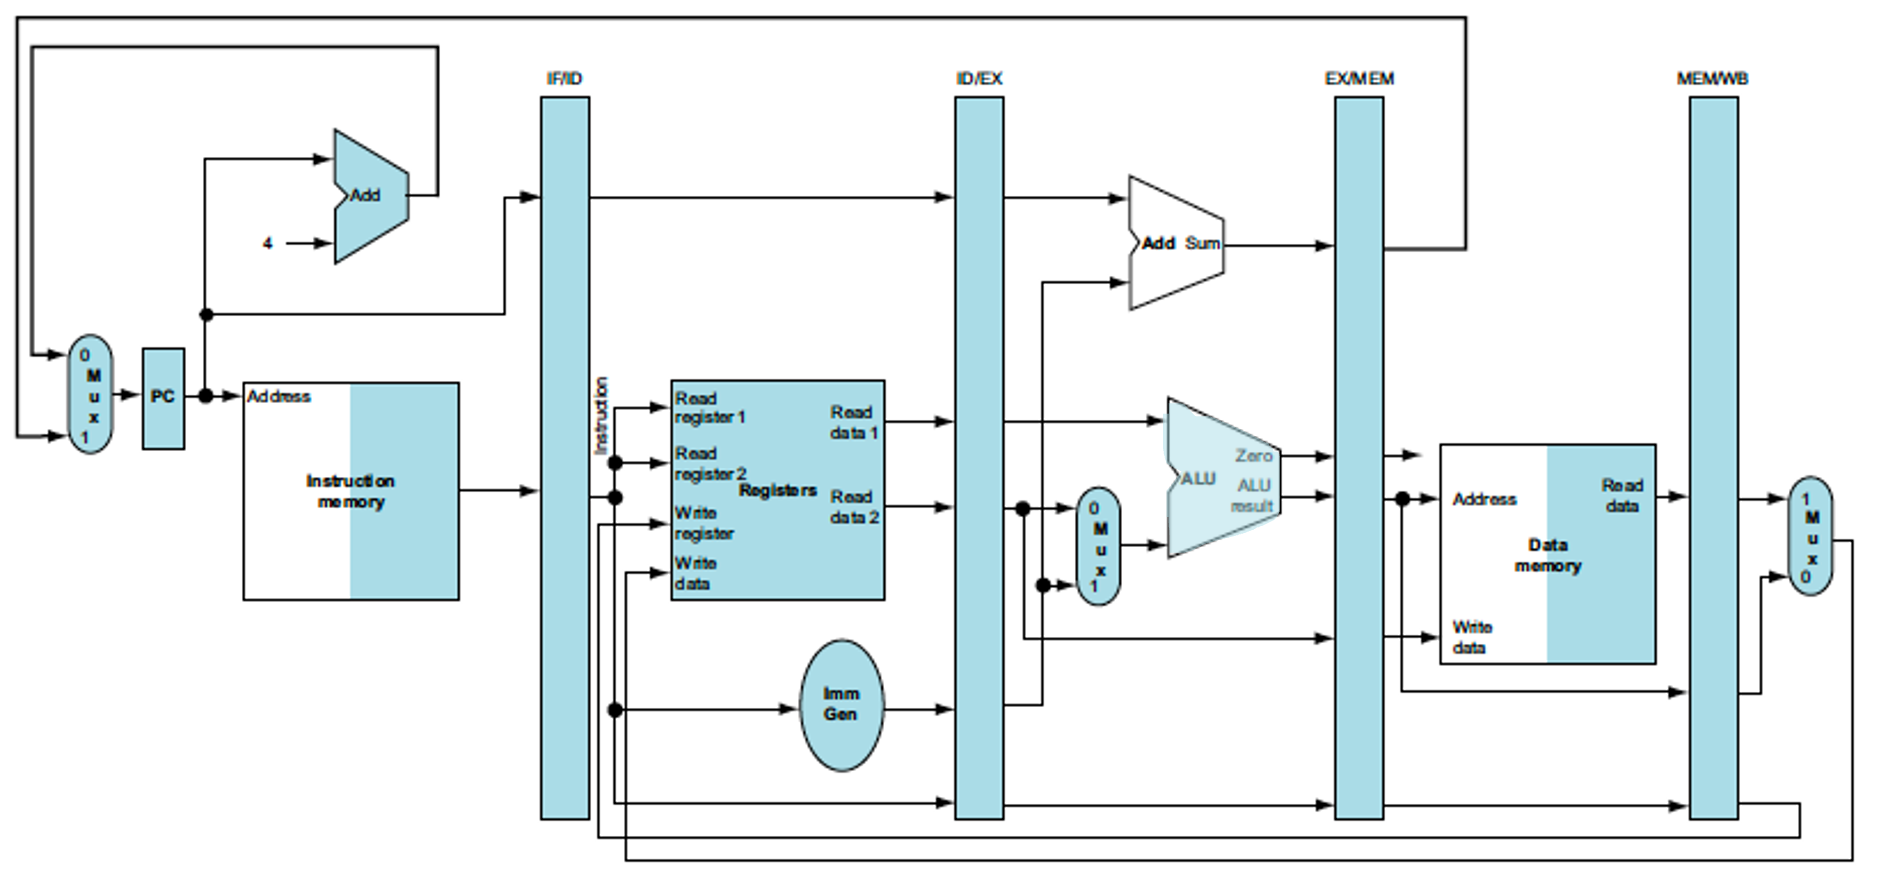 IF/ID
ID/EX
EX/MEM
MEM/WB
Add
4
Add Sum
0
M
u
x
1
PC
Address
Instruction
memory
Instruction
Read
register 1
Read
register 2
Write
register
Write
data
Registers
Read
data 1
Read
data 2
Imm
Gen
0
M
u
x
1
Zero
ALU
ALU
result
Address
Read
data
Data
memory
Write
data
1
M
u
x
0